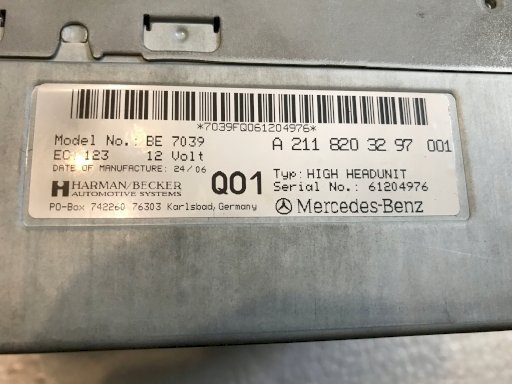 *7039FQ061204976*
Model No.: BE 7039
A 211 820 32 97 001
EC: 123 12 Volt
DATE OF MANUFACTURE: 24/06
Typ: HIGH HEADUNIT
HARMAN/BECKER
AUTOMOTIVE SYSTEMS
Q01
Serial No.: 61204976
PO-Box 742260 76303 Karlsbad, Germany
Mercedes-Benz